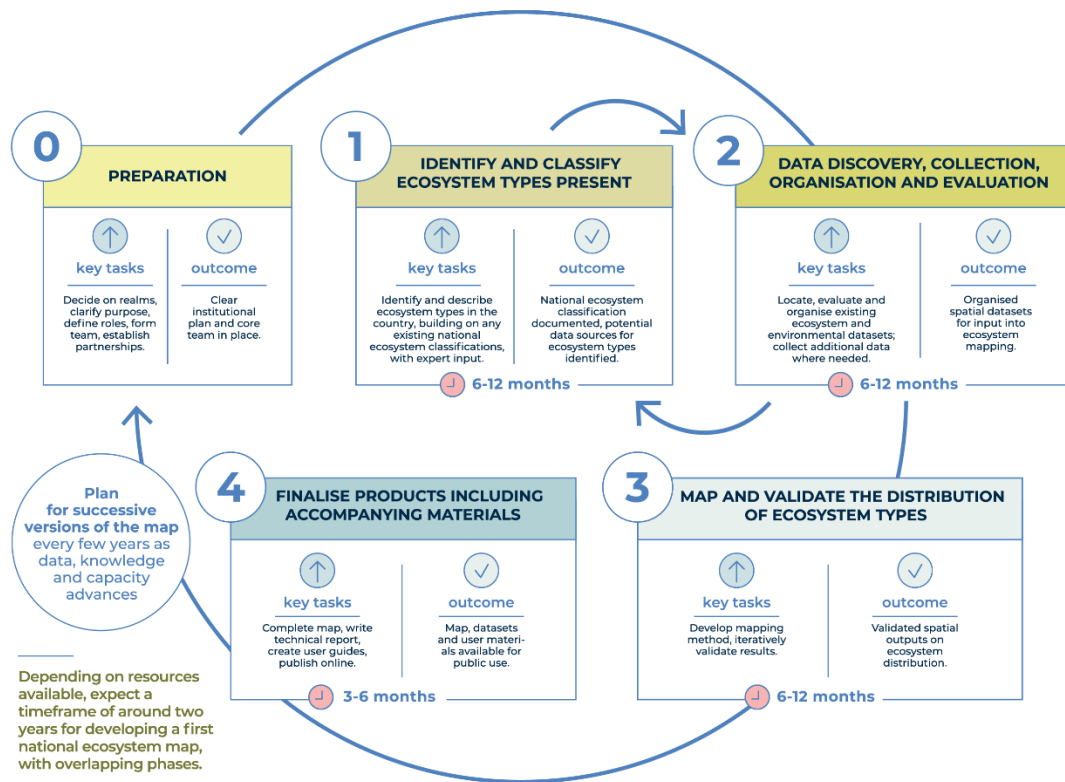 0
PREPARATION
key tasks
Decide on realms,
clarify purpose,
define roles, form
team, establish
partnerships.
outcome
Clear
institutional
plan and core
team in place.
1
IDENTIFY AND CLASSIFY
ECOSYSTEM TYPES PRESENT
key tasks
Identify and describe
ecosystem types in the
country, building on any
existing national
ecosystem classifications,
with expert input.
outcome
National ecosystem
classification
documented, potential
data sources for
ecosystem types
identified.
6-12 months
2
DATA DISCOVERY, COLLECTION,
ORGANISATION AND EVALUATION
key tasks
Locate, evaluate and
organise existing
ecosystem and
environmental datasets;
collect additional data
where needed.
outcome
Organised
spatial datasets
for input into
ecosystem
mapping.
6-12 months
3
MAP AND VALIDATE THE DISTRIBUTION
OF ECOSYSTEM TYPES
key tasks
Develop mapping
method, iteratively
validate results.
outcome
Validated spatial
outputs on
ecosystem
distribution.
6-12 months
4
FINALISE PRODUCTS INCLUDING
ACCOMPANYING MATERIALS
key tasks
Complete map, write
technical report,
create user guides,
publish online.
outcome
Map, datasets
and user materi-
als available for
public use.
3-6 months
Plan
for successive
versions of the map
every few years as
data, knowledge
and capacity
advances
Depending on resources
available, expect a
timeframe of around two
years for developing a first
national ecosystem map,
with overlapping phases.